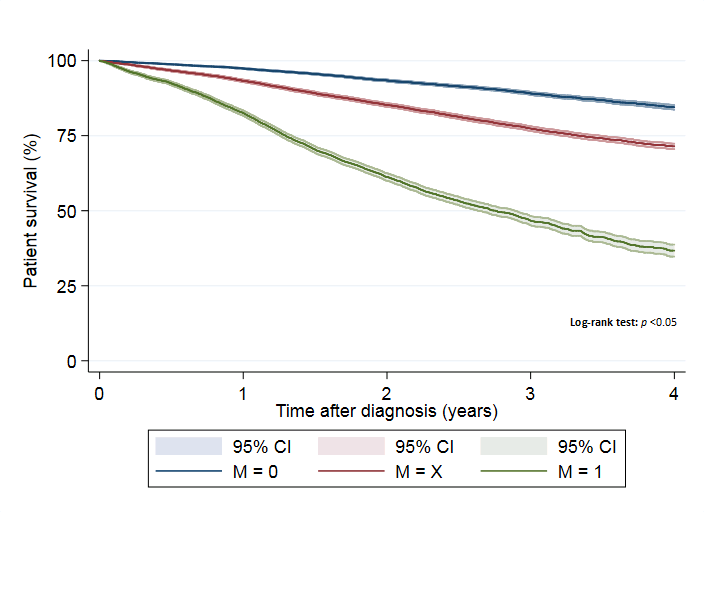 Patient survival (%)
100
75
50
25
0
Log-rank test: p <0.05
0 1 2 3 4
Time after diagnosis (years)
95% CI 95% CI 95% CI
M = 0 M = X M = 1